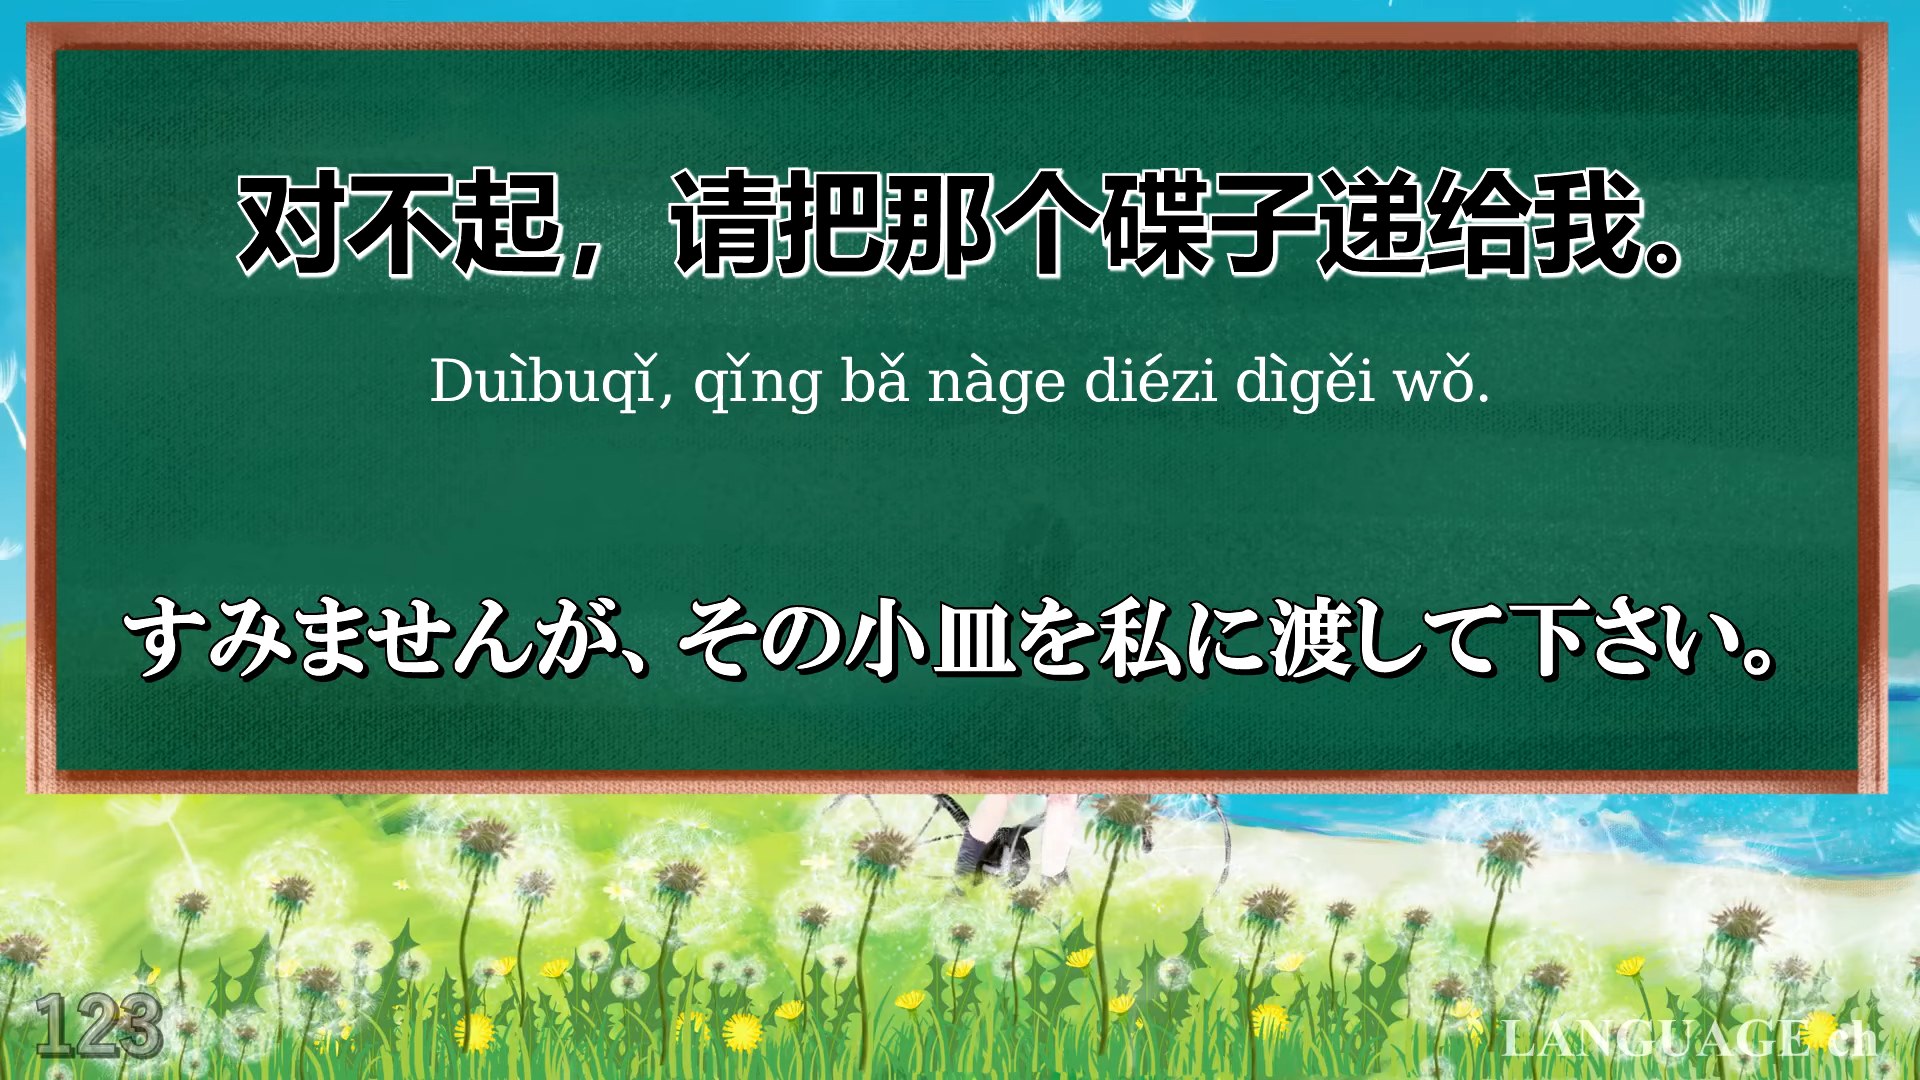 对不起，请把那个碟子递给我。
Duìbuqǐ, qǐng bǎ nàge diézi dìgěi wǒ.
すみませんが、その小皿を私に渡して下さい。
123
LANGUAGE ch